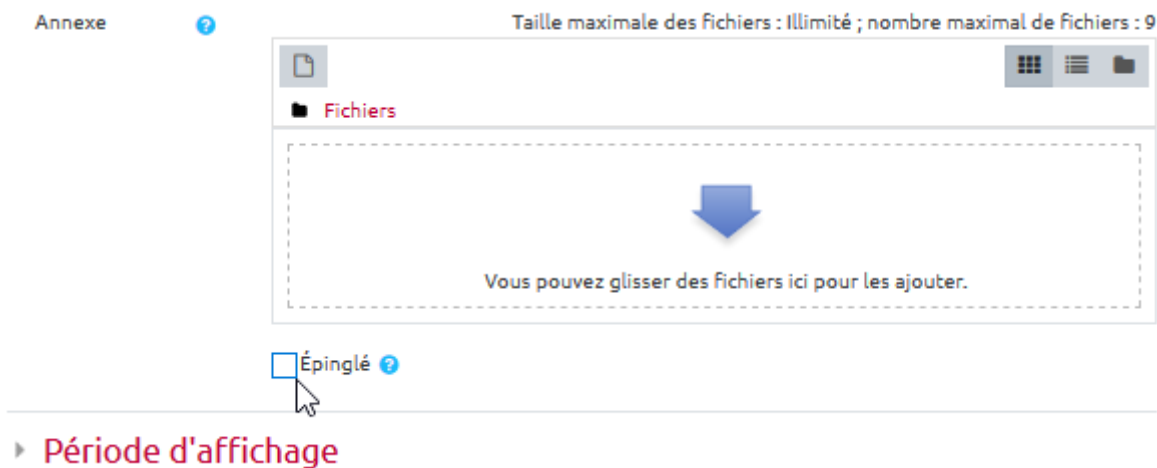 Annexe
Taille maximale des fichiers : Illimité ; nombre maximal de fichiers : 9
Fichiers
Vous pouvez glisser des fichiers ici pour les ajouter.
Épinglé
Période d'affichage